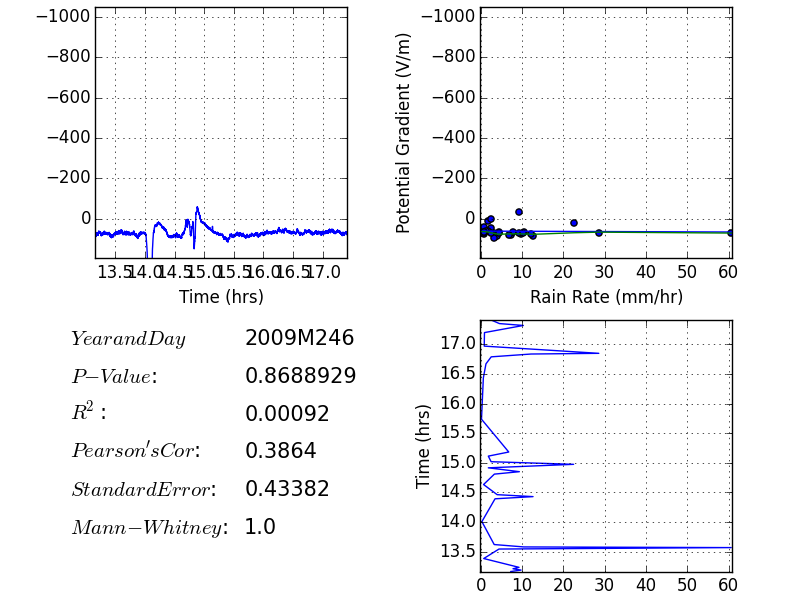 −1000
−800
−600
−400
−200
0
13.5 14.0 14.5 15.0 15.5 16.0 16.5 17.0
Time (hrs)
Potential Gradient (V/m)
−1000
−800
−600
−400
−200
0
0 10 20 30 40 50 60
Rain Rate (mm/hr)
YearandDay 2009M246
P−Value: 0.8688929
R²: 0.00092
Pearson'sCor: 0.3864
StandardError: 0.43382
Mann−Whitney: 1.0
Time (hrs)
17.0
16.5
16.0
15.5
15.0
14.5
14.0
13.5
0 10 20 30 40 50 60